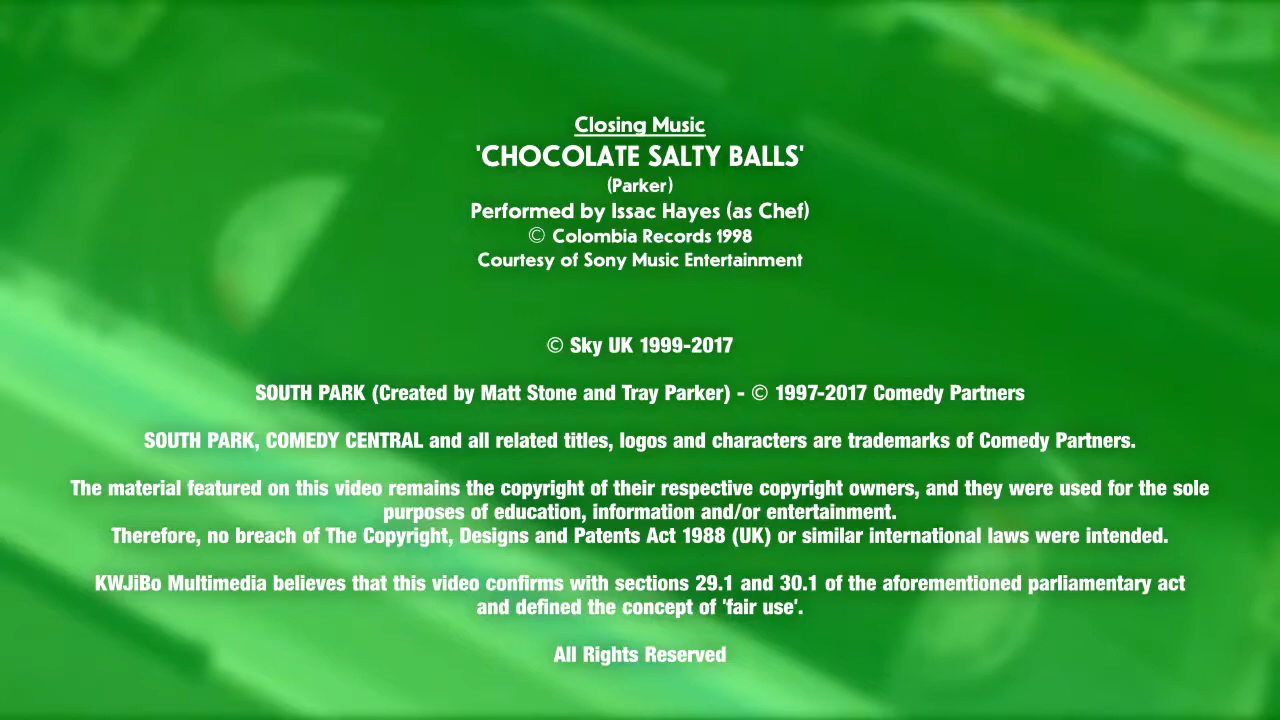 Closing Music
'CHOCOLATE SALTY BALLS'
(Parker)
Performed by Issac Hayes (as Chef)
© Colombia Records 1998
Courtesy of Sony Music Entertainment
© Sky UK 1999-2017
SOUTH PARK (Created by Matt Stone and Tray Parker) - © 1997-2017 Comedy Partners
SOUTH PARK, COMEDY CENTRAL and all related titles, logos and characters are trademarks of Comedy Partners.
The material featured on this video remains the copyright of their respective copyright owners, and they were used for the sole
purposes of education, information and/or entertainment.
Therefore, no breach of The Copyright, Designs and Patents Act 1988 (UK) or similar international laws were intended.
KWJiBo Multimedia believes that this video confirms with sections 29.1 and 30.1 of the aforementioned parliamentary act
and defined the concept of 'fair use'.
All Rights Reserved